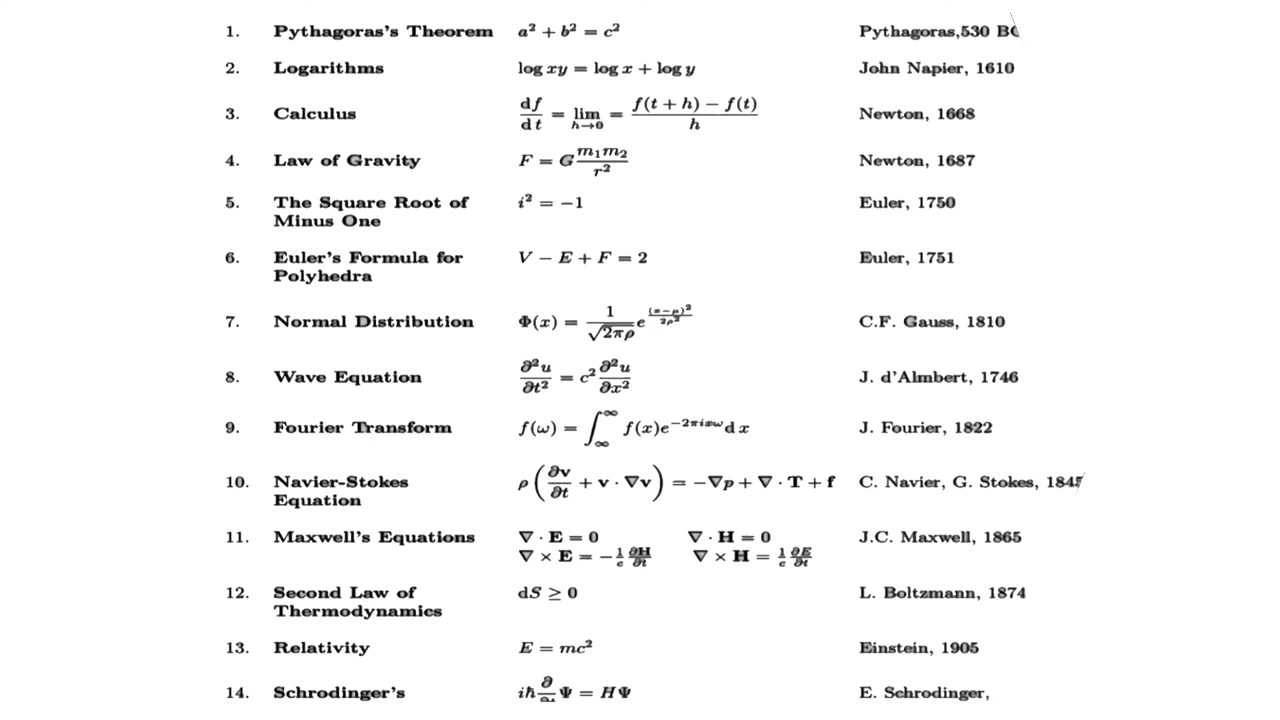 1. Pythagoras's Theorem a² + b² = c² Pythagoras,530 BC
2. Logarithms log xy = log x + log y John Napier, 1610
3. Calculus df/dt = lim h→0 = (f(t + h) − f(t))/h Newton, 1668
4. Law of Gravity F = G m₁m₂/r² Newton, 1687
5. The Square Root of i² = −1 Euler, 1750
Minus One
6. Euler's Formula for V − E + F = 2 Euler, 1751
Polyhedra
7. Normal Distribution Φ(x) = 1/√2πρ e^((x−μ)²/2ρ²) C.F. Gauss, 1810
8. Wave Equation ∂²u/∂t² = c² ∂²u/∂x² J. d'Almbert, 1746
9. Fourier Transform f(ω) = ∫∞∞ f(x)e^(−2πixω)dx J. Fourier, 1822
10. Navier-Stokes ρ(∂v/∂t + v · ∇v) = −∇p + ∇ · T + f C. Navier, G. Stokes, 1845
Equation
11. Maxwell's Equations ∇ · E = 0 ∇ · H = 0 J.C. Maxwell, 1865
∇ × E = −1/c ∂H/∂t ∇ × H = 1/c ∂E/∂t
12. Second Law of dS ≥ 0 L. Boltzmann, 1874
Thermodynamics
13. Relativity E = mc² Einstein, 1905
14. Schrodinger's iħ ∂/∂t Ψ = HΨ E. Schrodinger,